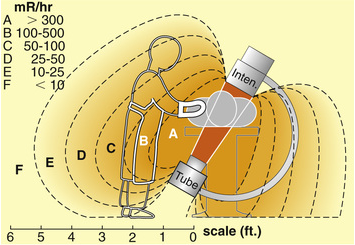 mR/hr
A > 300
B 100-500
C 50-100
D 25-50
E 10-25
F < 10
Inten.
A
B
C
D
E
F
Tube
6 5 4 3 2 1 0 scale (ft.)